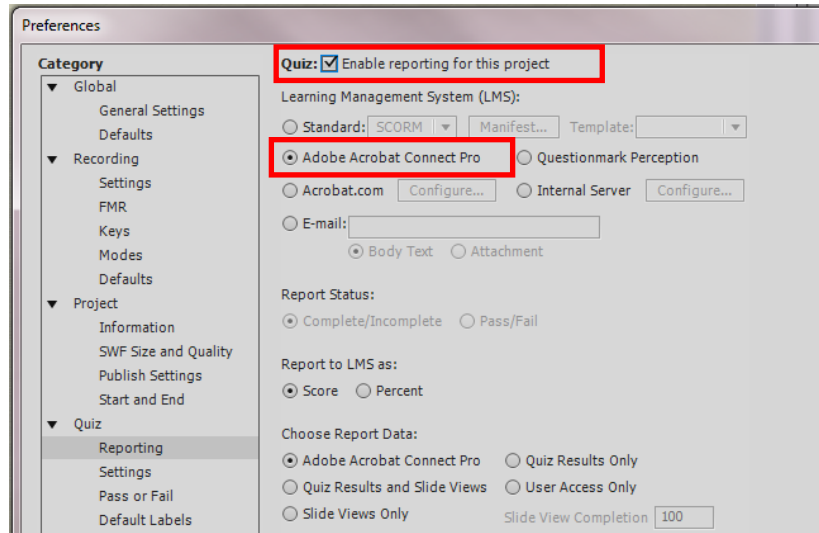 Preferences
Category
Global
General Settings
Defaults
Recording
Settings
FMR
Keys
Modes
Defaults
Project
Information
SWF Size and Quality
Publish Settings
Start and End
Quiz
Reporting
Settings
Pass or Fail
Default Labels
Quiz: Enable reporting for this project
Learning Management System (LMS):
Standard: SCORM Manifest... Template:
Adobe Acrobat Connect Pro Questionmark Perception
Acrobat.com Configure... Internal Server Configure...
E-mail:
Body Text Attachment
Report Status:
Complete/Incomplete Pass/Fail
Report to LMS as:
Score Percent
Choose Report Data:
Adobe Acrobat Connect Pro Quiz Results Only
Quiz Results and Slide Views User Access Only
Slide Views Only Slide View Completion 100